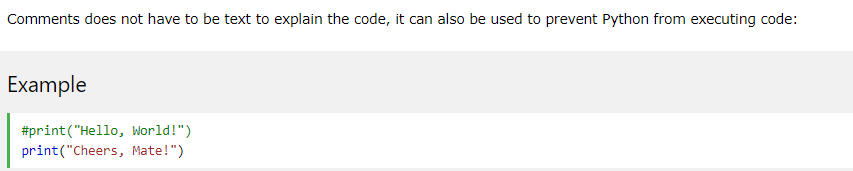 Comments does not have to be text to explain the code, it can also be used to prevent Python from executing code:
Example
#print("Hello, World!")
print("Cheers, Mate!")